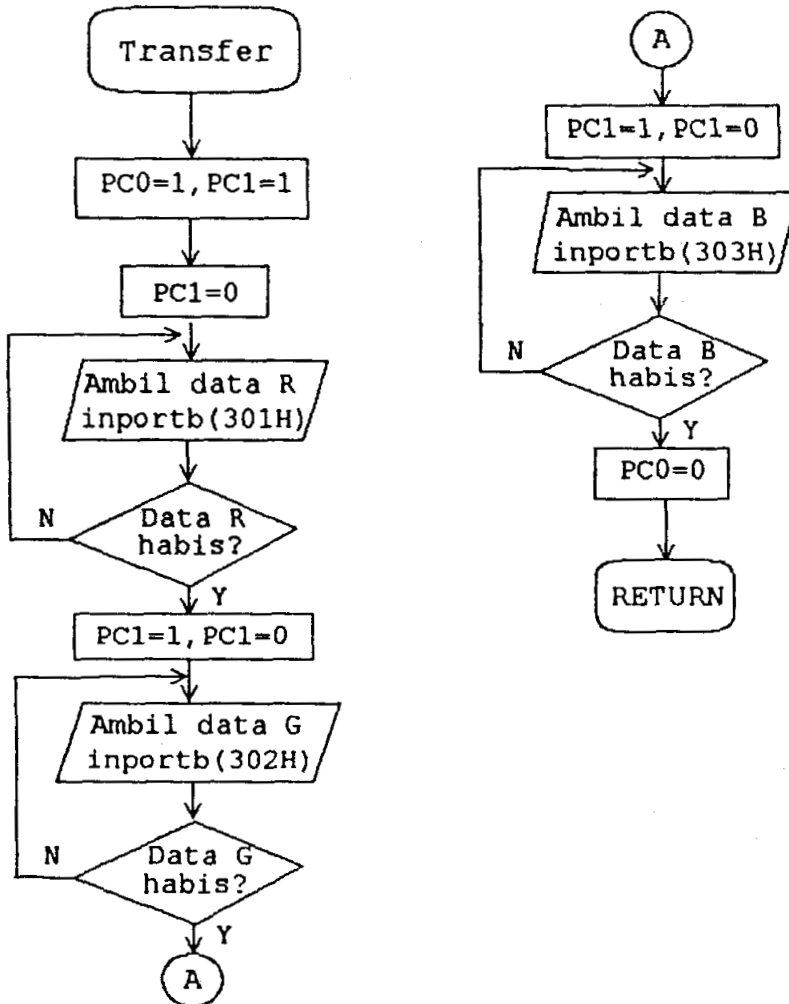 Transfer
PC0=1,PC1=1
PC1=0
Ambil data R
inportb(301H)
Data R
habis?
N
Y
PC1=1,PC1=0
Ambil data G
inportb(302H)
Data G
habis?
N
Y
A
A
PC1=1,PC1=0
Ambil data B
inportb(303H)
Data B
habis?
N
Y
PC0=0
RETURN